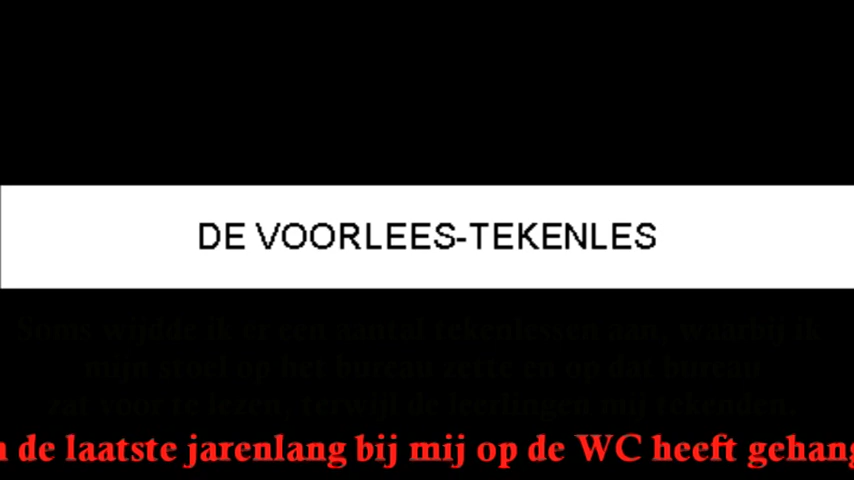 DE VOORLEES-TEKENLES
Soms wijdde ik er een aantal tekenlessen aan, waarbij ik
mijn stoel op het bureau zette en op dat bureau
zat voor te lezen, terwijl de leerlingen mij tekenden.
de laatste jarenlang bij mij op de WC heeft gehang